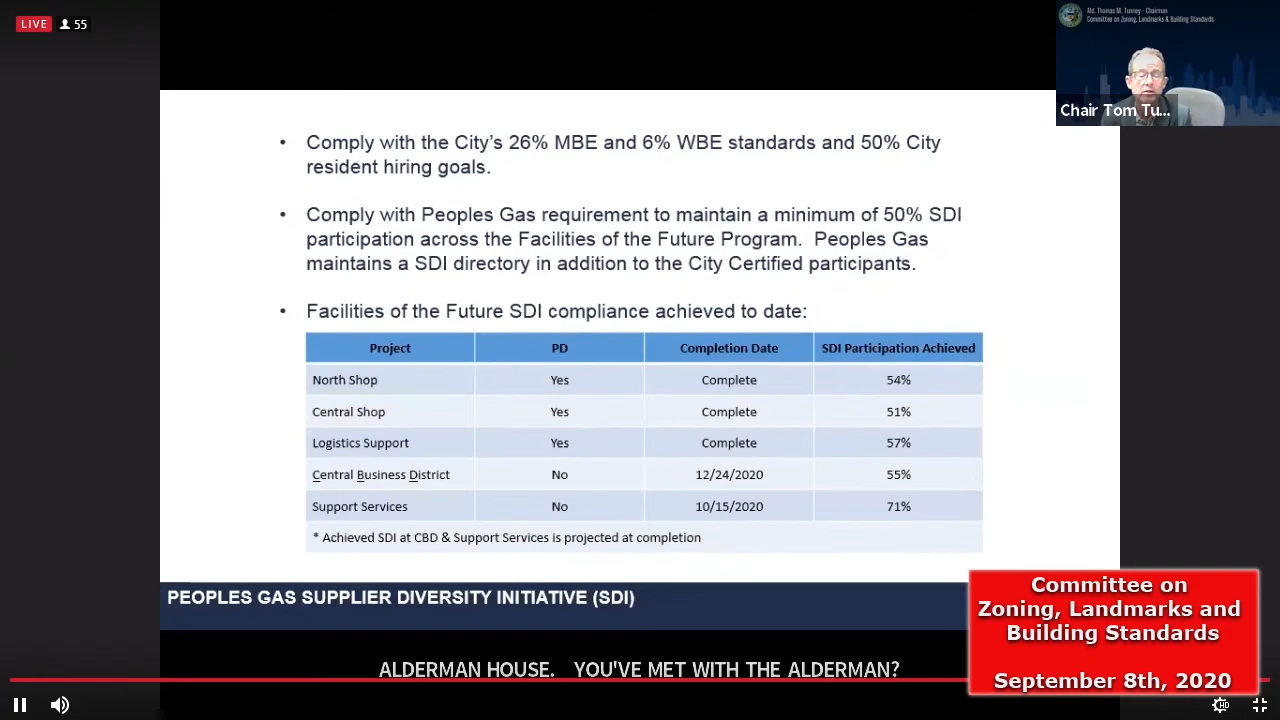 LIVE 55
Ald. Thomas M. Tunney - Chairman
Committee on Zoning, Landmarks & Building Standards
Chair Tom Tu...
• Comply with the City’s 26% MBE and 6% WBE standards and 50% City
resident hiring goals.
• Comply with Peoples Gas requirement to maintain a minimum of 50% SDI
participation across the Facilities of the Future Program. Peoples Gas
maintains a SDI directory in addition to the City Certified participants.
• Facilities of the Future SDI compliance achieved to date:
Project PD Completion Date SDI Participation Achieved
North Shop Yes Complete 54%
Central Shop Yes Complete 51%
Logistics Support Yes Complete 57%
Central Business District No 12/24/2020 55%
Support Services No 10/15/2020 71%
* Achieved SDI at CBD & Support Services is projected at completion
PEOPLES GAS SUPPLIER DIVERSITY INITIATIVE (SDI)
Committee on
Zoning, Landmarks and
Building Standards
September 8th, 2020
ALDERMAN HOUSE. YOU'VE MET WITH THE ALDERMAN?
HD